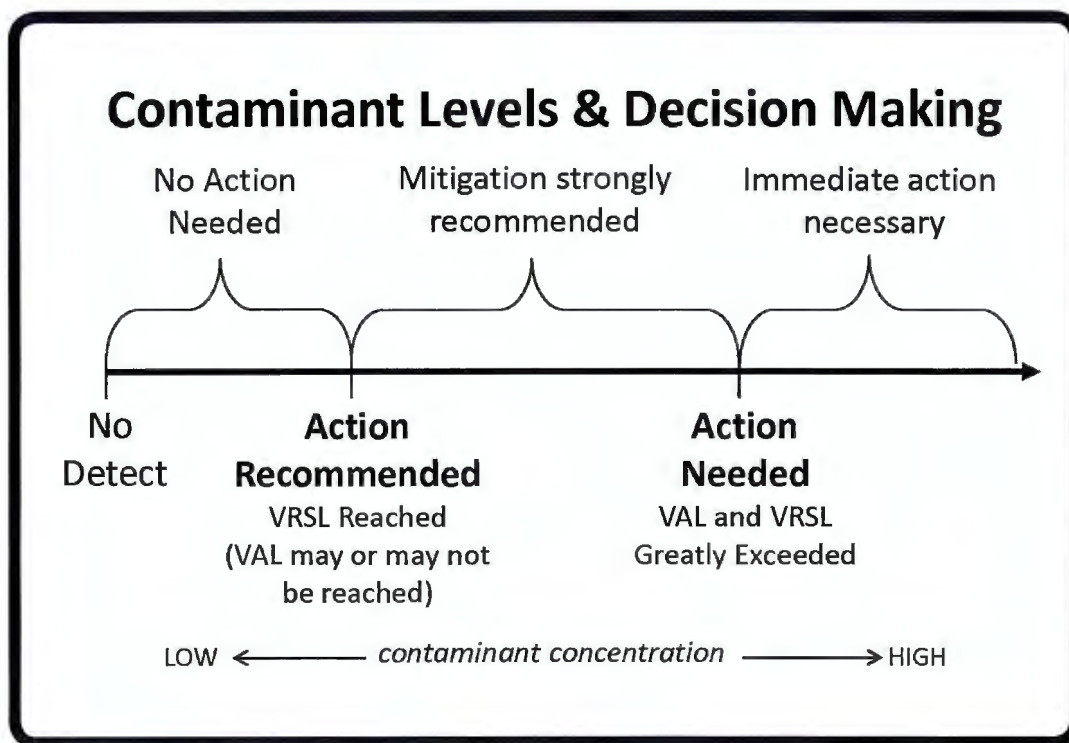 Contaminant Levels & Decision Making
No Action
Needed
Mitigation strongly
recommended
Immediate action
necessary
No
Detect
Action
Recommended
VRSL Reached
(VAL may or may not
be reached)
Action
Needed
VAL and VRSL
Greatly Exceeded
LOW contaminant concentration HIGH